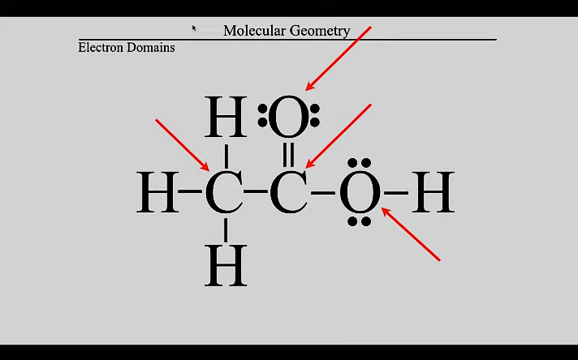 Molecular Geometry
Electron Domains
H O
H C C O H
H